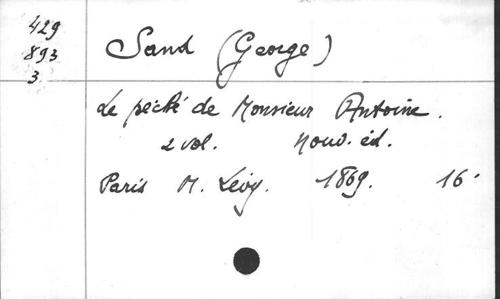 429
893
3
Sand (George)
Le péché de Monsieur Antoine.
2 vol. Nouv. éd.
Paris M. Lévy. 1869. 16°